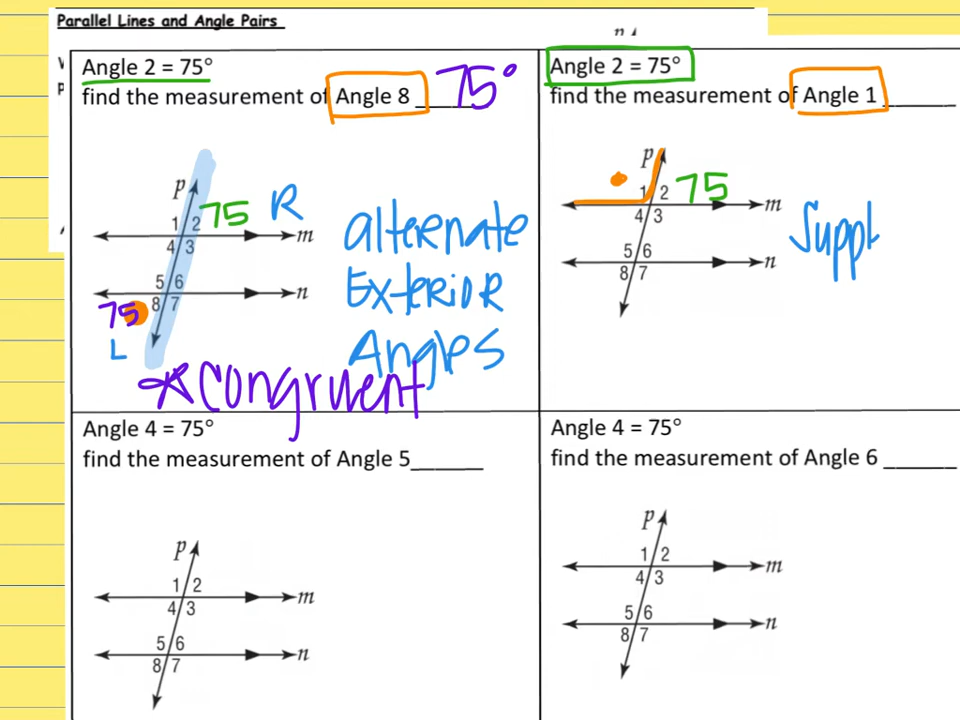 Parallel Lines and Angle Pairs
Angle 2 = 75°
find the measurement of Angle 8 _____ 75°
p
1 2 75 R
m
4 3
5 6
n
75 8 7
L
alternate
Exterior
Angles
*Congruent
Angle 2 = 75°
find the measurement of Angle 1 ______
p
1 2 75
m
4 3
5 6
n
8 7
Suppl
Angle 4 = 75°
find the measurement of Angle 5______
p
1 2
m
4 3
5 6
n
8 7
Angle 4 = 75°
find the measurement of Angle 6 ______
p
1 2
m
4 3
5 6
n
8 7